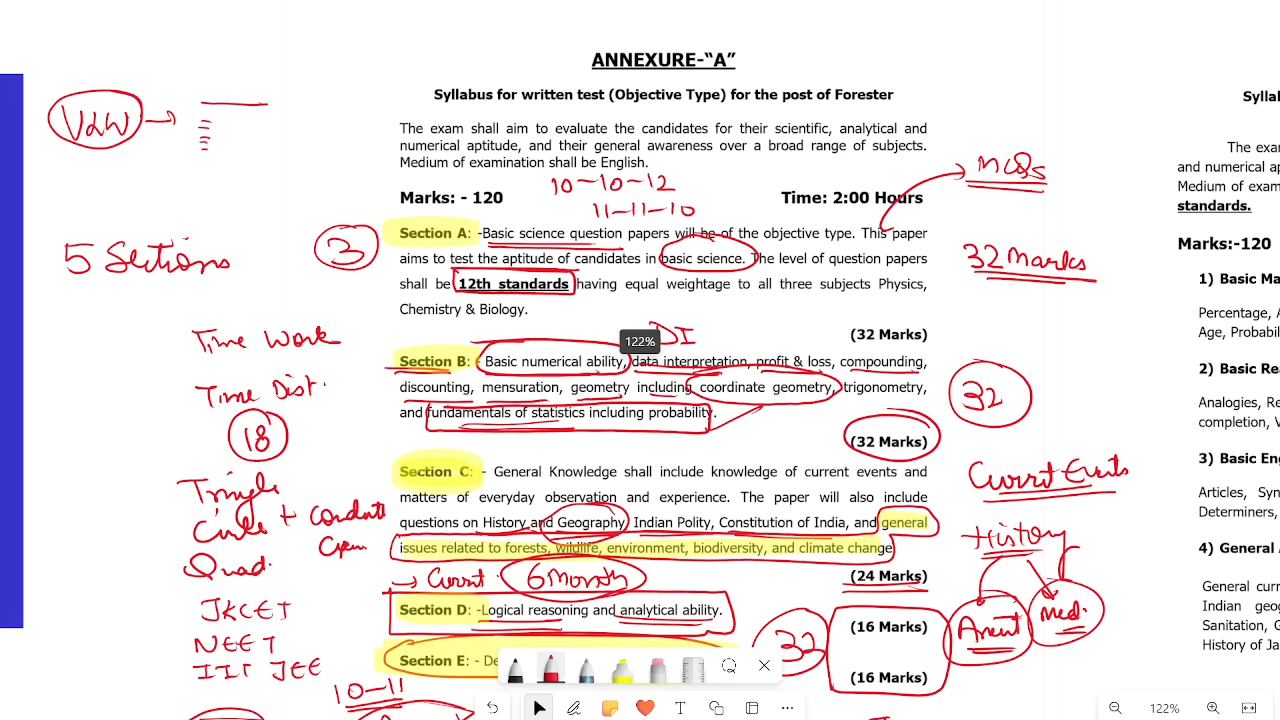 ANNEXURE-“A”
Syllabus for written test (Objective Type) for the post of Forester
The exam shall aim to evaluate the candidates for their scientific, analytical and
numerical aptitude, and their general awareness over a broad range of subjects.
Medium of examination shall be English.
10-10-12
Marks: - 120 Time: 2:00 Hours
11-11-10
Section A: -Basic science question papers will be of the objective type. This paper
aims to test the aptitude of candidates in basic science. The level of question papers
shall be 12th standards having equal weightage to all three subjects Physics,
Chemistry & Biology.
(32 Marks)
DI
122%
Section B: - Basic numerical ability, data interpretation, profit & loss, compounding,
discounting, mensuration, geometry including coordinate geometry, trigonometry,
and fundamentals of statistics including probability.
(32 Marks)
Section C: - General Knowledge shall include knowledge of current events and
matters of everyday observation and experience. The paper will also include
questions on History and Geography, Indian Polity, Constitution of India, and general
issues related to forests, wildlife, environment, biodiversity, and climate change
(24 Marks)
→ Current 6 Month
Section D: -Logical reasoning and analytical ability.
(16 Marks)
Section E: - De
(16 Marks)
5 Sections
3
Time Work
Time Dist.
18
Circle +
Quad.
JKCET
NEET
IIT JEE
10-11
MCQs
32 Marks
32
Current Events
History
Med.
32
Sylla
The exa
and numerical ap
Medium of exam
standards.
Marks:-120
1) Basic Ma
Percentage, A
Age, Probabil
2) Basic Rea
Analogies, Re
completion, V
3) Basic Eng
Articles, Syn
Determiners,
4) General A
General curr
Indian geog
Sanitation, G
History of Ja
122%